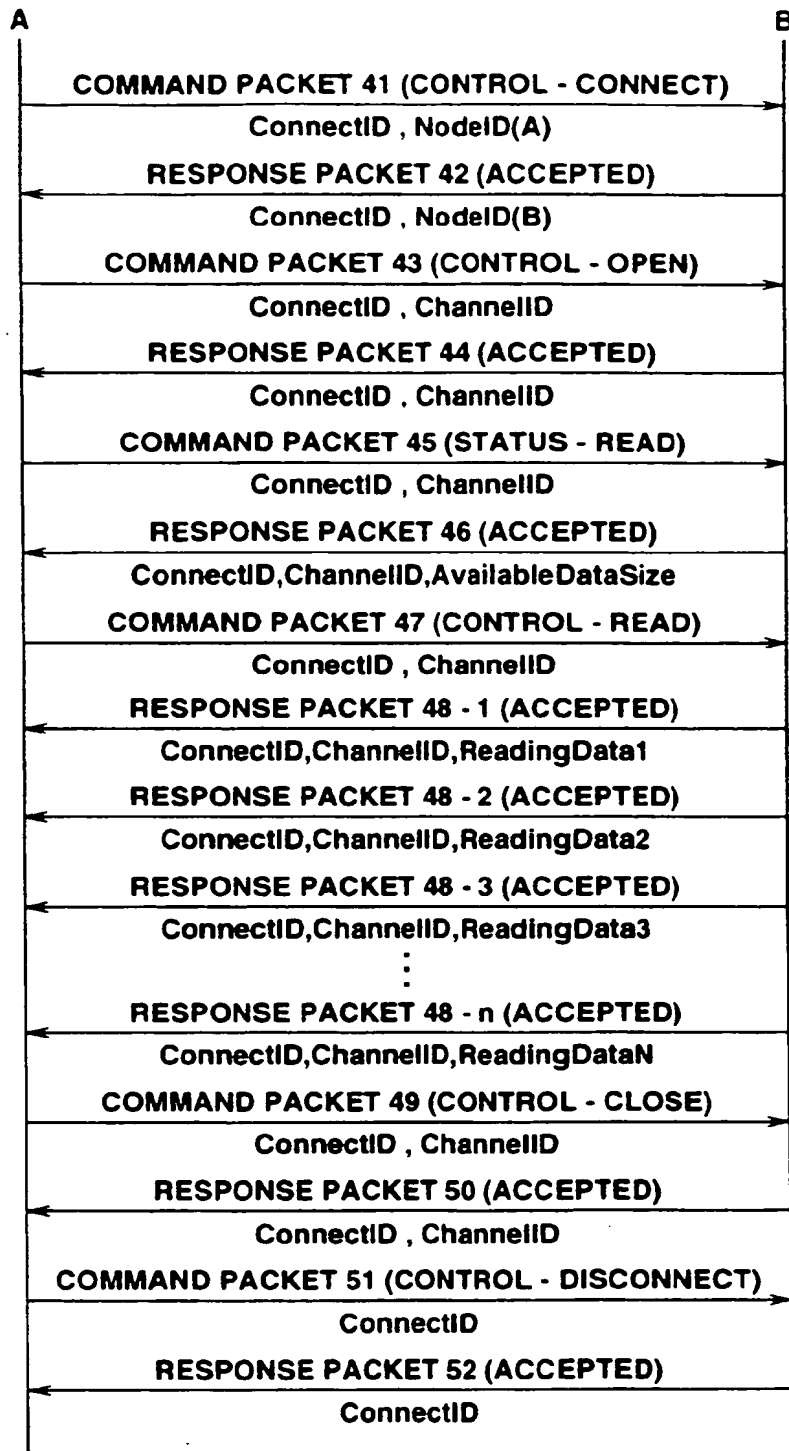 A B
COMMAND PACKET 41 (CONTROL - CONNECT)
ConnectID , NodeID(A)
RESPONSE PACKET 42 (ACCEPTED)
ConnectID , NodeID(B)
COMMAND PACKET 43 (CONTROL - OPEN)
ConnectID , ChannelID
RESPONSE PACKET 44 (ACCEPTED)
ConnectID , ChannelID
COMMAND PACKET 45 (STATUS - READ)
ConnectID , ChannelID
RESPONSE PACKET 46 (ACCEPTED)
ConnectID,ChannelID,AvailableDataSize
COMMAND PACKET 47 (CONTROL - READ)
ConnectID , ChannelID
RESPONSE PACKET 48 - 1 (ACCEPTED)
ConnectID,ChannelID,ReadingData1
RESPONSE PACKET 48 - 2 (ACCEPTED)
ConnectID,ChannelID,ReadingData2
RESPONSE PACKET 48 - 3 (ACCEPTED)
ConnectID,ChannelID,ReadingData3
RESPONSE PACKET 48 - n (ACCEPTED)
ConnectID,ChannelID,ReadingDataN
COMMAND PACKET 49 (CONTROL - CLOSE)
ConnectID , ChannelID
RESPONSE PACKET 50 (ACCEPTED)
ConnectID , ChannelID
COMMAND PACKET 51 (CONTROL - DISCONNECT)
ConnectID
RESPONSE PACKET 52 (ACCEPTED)
ConnectID